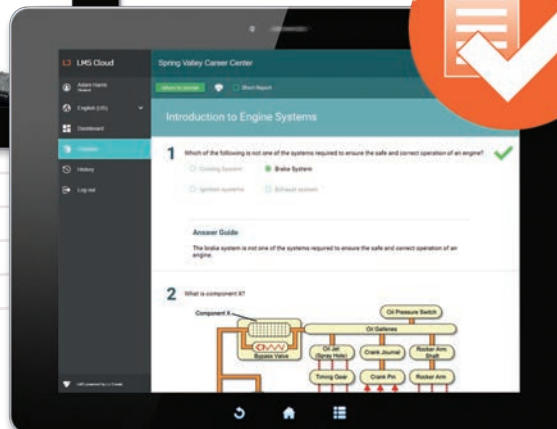 LMS Cloud
Spring Valley Career Center
Adam Harris
Student
Short Report
English (US)
Dashboard
Introduction to Engine Systems
History
Log out
1 Which of the following is not one of the systems required to ensure the safe and correct operation of an engine?
Cooling System
Brake System
Ignition systems
Exhaust system
Answer Guide
The brake system is not one of the systems required to ensure the safe and correct operation of an
engine.
2 What is component X?
Component X
Oil Pressure Switch
Oil Galleries
Bypass Valve
Oil Jet
(Spray Hole)
Crank Journal
Rocker Arm
Shaft
Timing Gear
Crank Pin
Rocker Arm